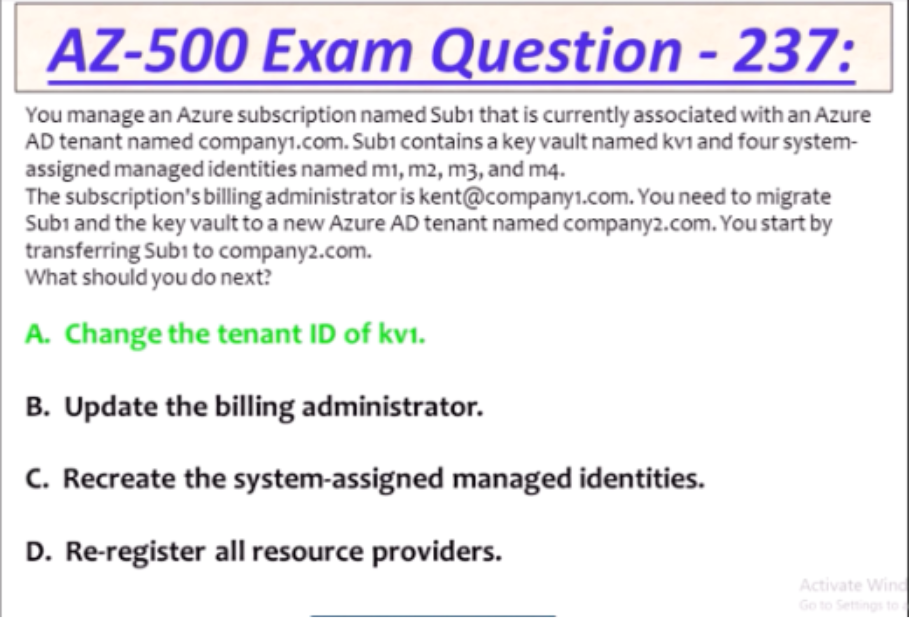 AZ-500 Exam Question - 237:
You manage an Azure subscription named Sub1 that is currently associated with an Azure
AD tenant named company1.com. Sub1 contains a key vault named kv1 and four system-
assigned managed identities named m1, m2, m3, and m4.
The subscription's billing administrator is kent@company1.com. You need to migrate
Sub1 and the key vault to a new Azure AD tenant named company2.com. You start by
transferring Sub1 to company2.com.
What should you do next?
A. Change the tenant ID of kv1.
B. Update the billing administrator.
C. Recreate the system-assigned managed identities.
D. Re-register all resource providers.
Activate Wind
Go to Settings to